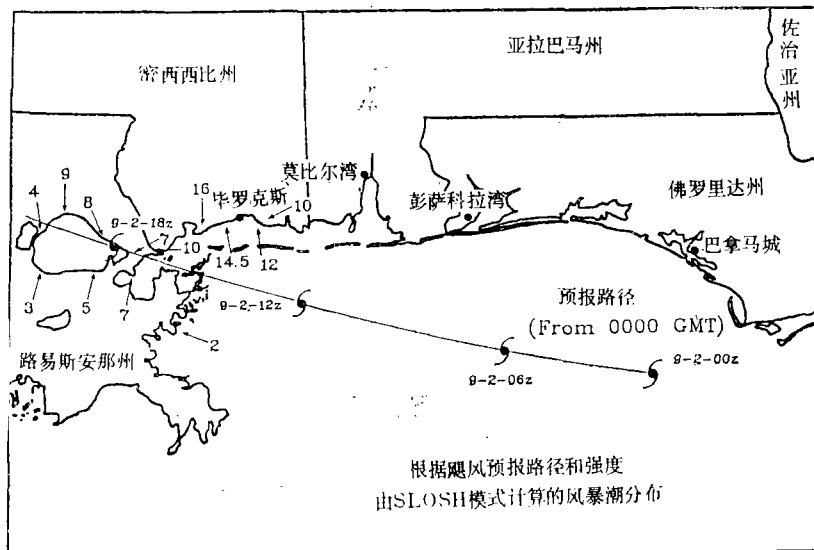 密西西比州
亚拉巴马州
佐治亚州
莫比尔湾
毕罗克斯
彭萨科拉湾
佛罗里达州
巴拿马城
9
4
8
9-2-18z
16
10
7
10
14.5
12
3
5
7
9-2-12z
2
预报路径
(From 0000 GMT)
9-2-06z
9-2-00z
路易斯安那州
根据飓风预报路径和强度
由SLOSH模式计算的风暴潮分布